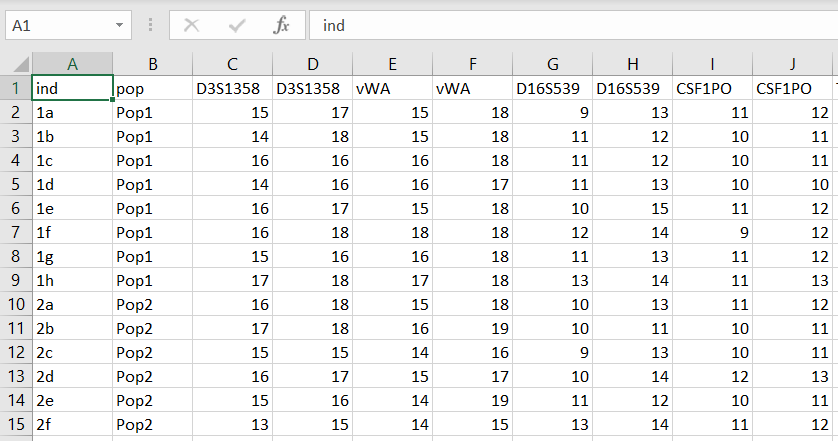 A1 fx ind
A B C D E F G H I J
1 ind pop D3S1358 D3S1358 vWA vWA D16S539 D16S539 CSF1PO CSF1PO
2 1a Pop1 15 17 15 18 9 13 11 12
3 1b Pop1 14 18 15 18 11 12 10 11
4 1c Pop1 16 16 16 18 11 12 10 11
5 1d Pop1 14 16 16 17 11 13 10 10
6 1e Pop1 16 17 15 18 10 15 11 12
7 1f Pop1 16 18 18 18 12 14 9 12
8 1g Pop1 15 16 16 18 11 13 11 12
9 1h Pop1 17 18 17 18 13 14 11 13
10 2a Pop2 16 18 15 18 10 13 11 12
11 2b Pop2 17 18 16 19 10 11 10 11
12 2c Pop2 15 15 14 16 9 13 10 11
13 2d Pop2 16 17 15 17 10 14 12 13
14 2e Pop2 15 16 14 19 11 12 10 11
15 2f Pop2 13 15 14 15 13 14 11 12